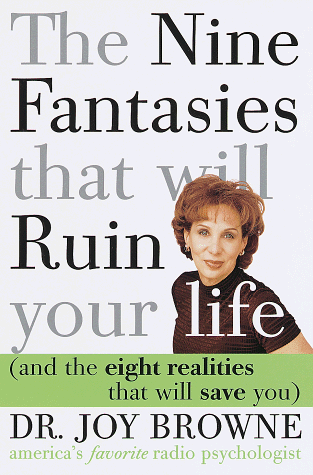 The Nine
Fantasies
that will
Ruin
your life
(and the eight realities
that will save you)
DR. JOY BROWNE
america's favorite radio psychologist